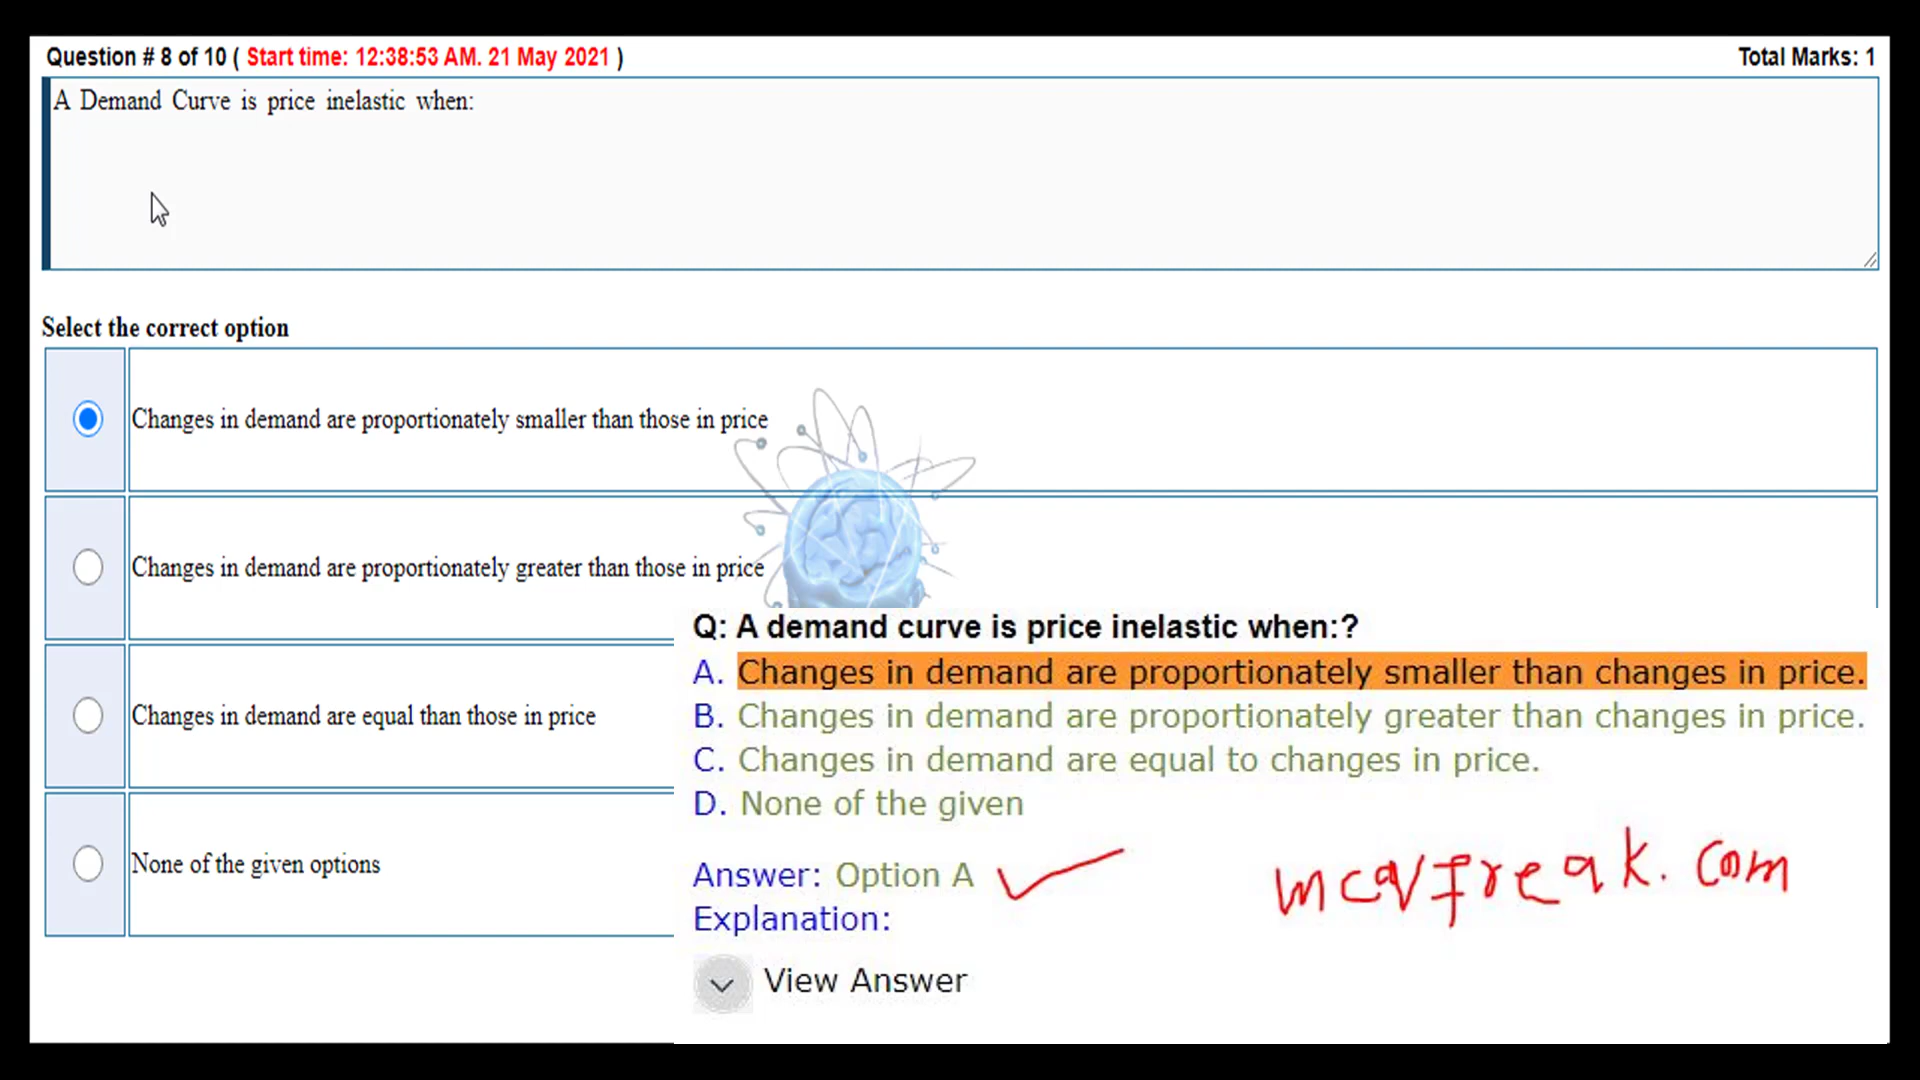 Question # 8 of 10 ( Start time: 12:38:53 AM. 21 May 2021 ) Total Marks: 1
A Demand Curve is price inelastic when:
Select the correct option
Changes in demand are proportionately smaller than those in price
Changes in demand are proportionately greater than those in price
Changes in demand are equal than those in price
None of the given options
Q: A demand curve is price inelastic when:?
A. Changes in demand are proportionately smaller than changes in price.
B. Changes in demand are proportionately greater than changes in price.
C. Changes in demand are equal to changes in price.
D. None of the given
Answer: Option A
mcqfreak.com
Explanation:
View Answer